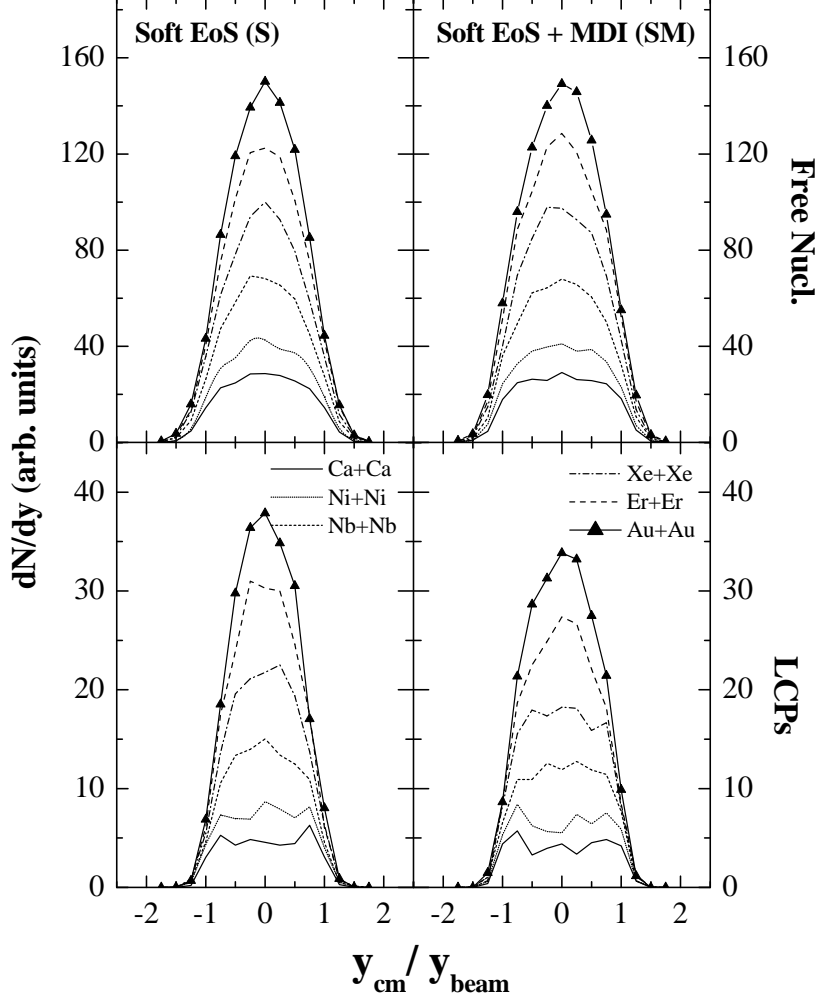 Soft EoS (S)
Soft EoS + MDI (SM)
160
120
80
40
0
160
120
80
40
0
Free Nucl.
dN/dy (arb. units)
Ca+Ca
Ni+Ni
Nb+Nb
Xe+Xe
Er+Er
Au+Au
40
30
20
10
0
40
30
20
10
0
LCPs
-2 -1 0 1 2
-2 -1 0 1 2
y_cm / y_beam